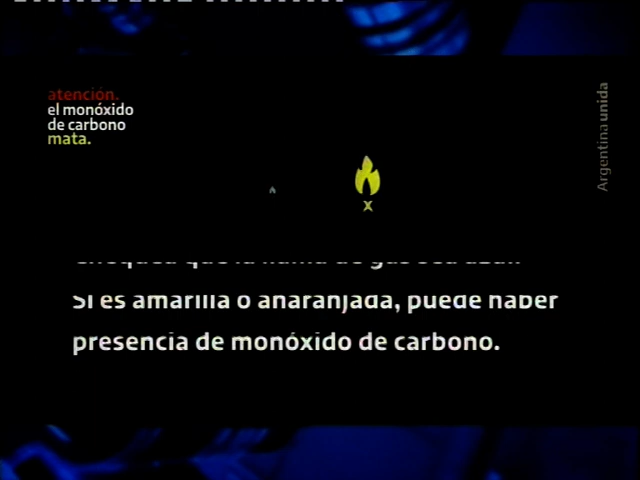 atención.
el monóxido
de carbono
mata.
Argentina unida
x
Si es amarilla o anaranjada, puede haber
presencia de monóxido de carbono.